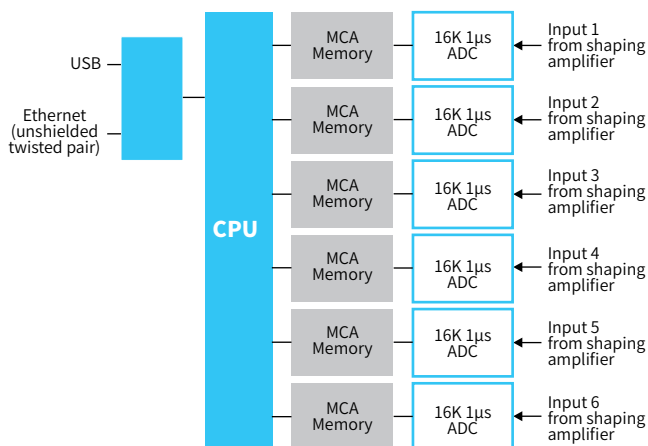 USB
Ethernet
(unshielded
twisted pair)
CPU
MCA
Memory
16K 1µs
ADC
Input 1
from shaping
amplifier
MCA
Memory
16K 1µs
ADC
Input 2
from shaping
amplifier
MCA
Memory
16K 1µs
ADC
Input 3
from shaping
amplifier
MCA
Memory
16K 1µs
ADC
Input 4
from shaping
amplifier
MCA
Memory
16K 1µs
ADC
Input 5
from shaping
amplifier
MCA
Memory
16K 1µs
ADC
Input 6
from shaping
amplifier